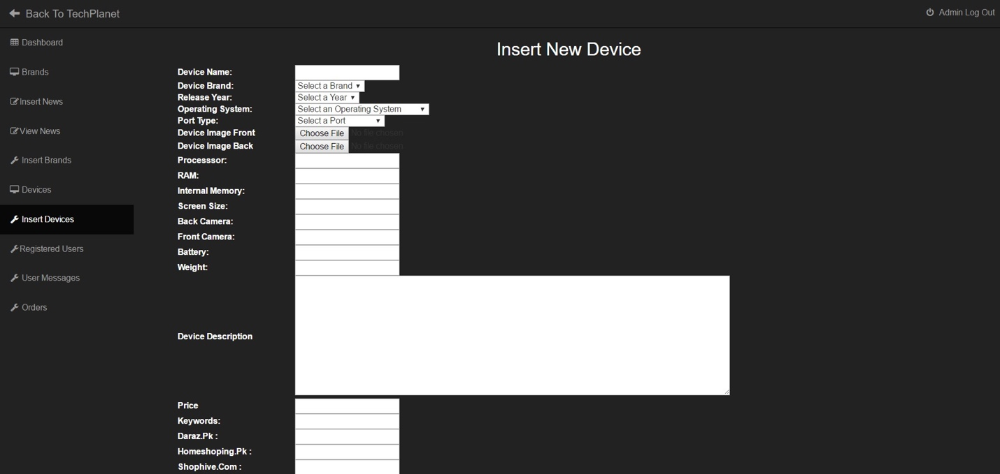 Back To TechPlanet
Admin Log Out
Dashboard
Brands
Insert News
View News
Insert Brands
Devices
Insert Devices
Registered Users
User Messages
Orders
Insert New Device
Device Name:
Device Brand: Select a Brand
Release Year: Select a Year
Operating System: Select an Operating System
Port Type: Select a Port
Device Image Front Choose File No file chosen
Device Image Back Choose File No file chosen
Processsor:
RAM:
Internal Memory:
Screen Size:
Back Camera:
Front Camera:
Battery:
Weight:
Device Description
Price
Keywords:
Daraz.Pk :
Homeshoping.Pk :
Shophive.Com :